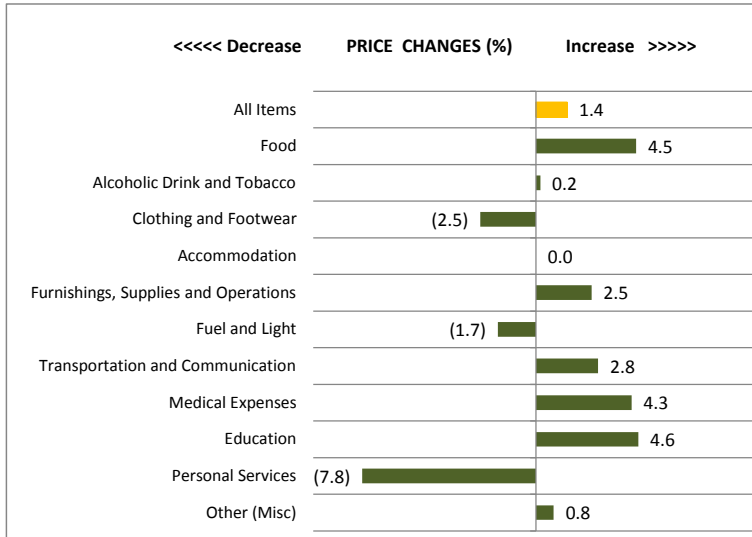 <<<<< Decrease PRICE CHANGES (%) Increase >>>>>
All Items 1.4
Food 4.5
Alcoholic Drink and Tobacco 0.2
Clothing and Footwear (2.5)
Accommodation 0.0
Furnishings, Supplies and Operations 2.5
Fuel and Light (1.7)
Transportation and Communication 2.8
Medical Expenses 4.3
Education 4.6
Personal Services (7.8)
Other (Misc) 0.8